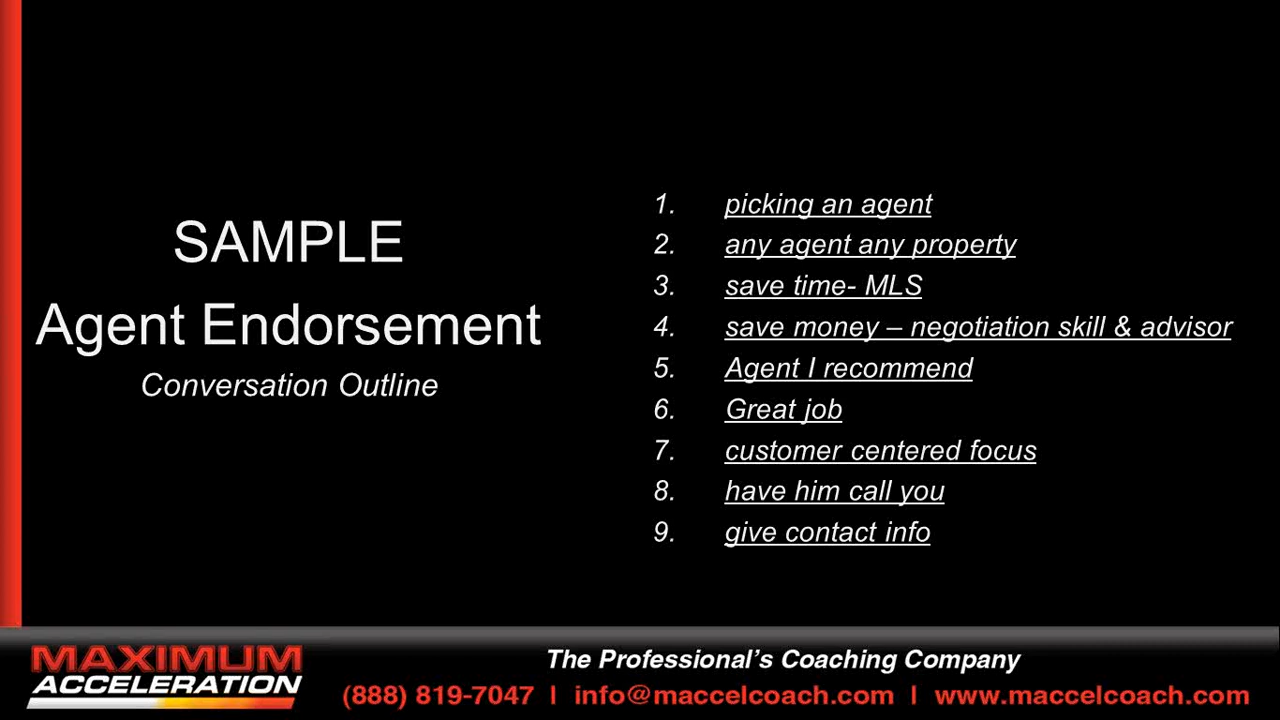 SAMPLE
Agent Endorsement
Conversation Outline
1. picking an agent
2. any agent any property
3. save time- MLS
4. save money – negotiation skill & advisor
5. Agent I recommend
6. Great job
7. customer centered focus
8. have him call you
9. give contact info
MAXIMUM
ACCELERATION
The Professional's Coaching Company
(888) 819-7047 | info@maccelcoach.com | www.maccelcoach.com